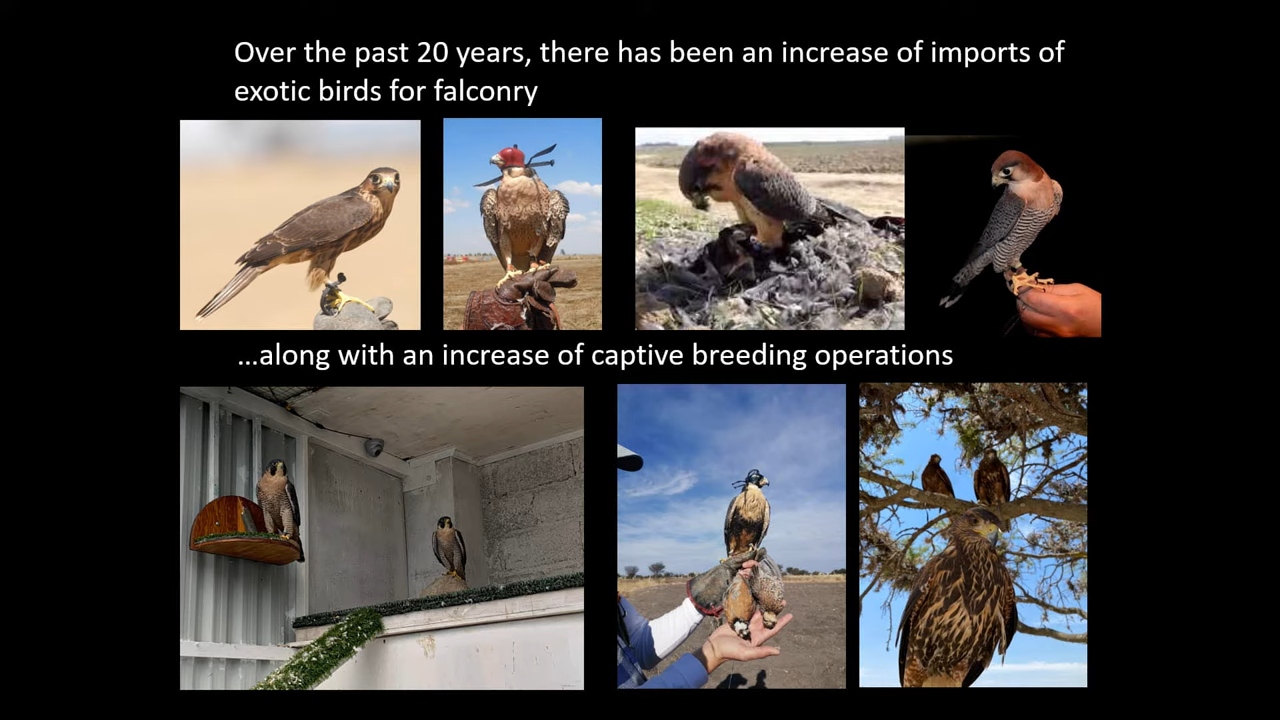 Over the past 20 years, there has been an increase of imports of
exotic birds for falconry
...along with an increase of captive breeding operations